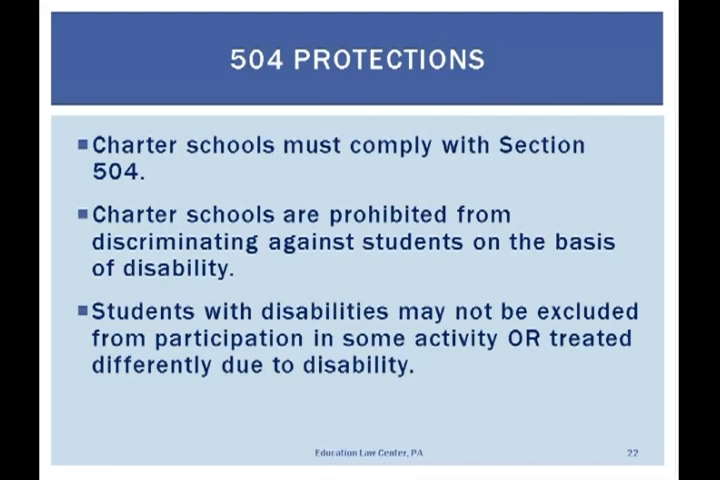 504 PROTECTIONS
Charter schools must comply with Section
504.
Charter schools are prohibited from
discriminating against students on the basis
of disability.
Students with disabilities may not be excluded
from participation in some activity OR treated
differently due to disability.
Education Law Center, PA
22